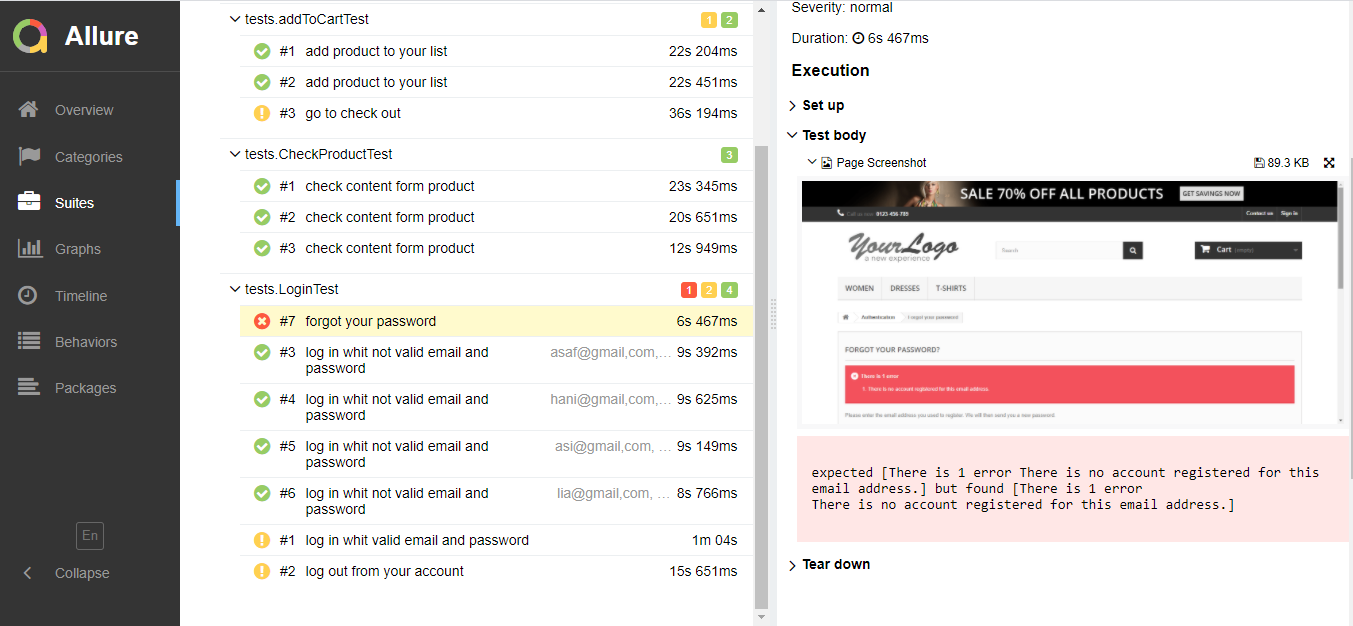 Allure
Overview
Categories
Suites
Graphs
Timeline
Behaviors
Packages
En
Collapse
tests.addToCartTest 1 2
#1 add product to your list 22s 204ms
#2 add product to your list 22s 451ms
#3 go to check out 36s 194ms
tests.CheckProductTest 3
#1 check content form product 23s 345ms
#2 check content form product 20s 651ms
#3 check content form product 12s 949ms
tests.LoginTest 1 2 4
#7 forgot your password 6s 467ms
#3 log in whit not valid email and asaf@gmail,com,... 9s 392ms
password
#4 log in whit not valid email and hani@gmail,com,... 9s 625ms
password
#5 log in whit not valid email and asi@gmail,com, ... 9s 149ms
password
#6 log in whit not valid email and lia@gmail,com, ... 8s 766ms
password
#1 log in whit valid email and password 1m 04s
#2 log out from your account 15s 651ms
Severity: normal
Duration: 6s 467ms
Execution
Set up
Test body
Page Screenshot 89.3 KB
SALE 70% OFF ALL PRODUCTS GET SAVINGS NOW
Call us now: 0123 456 789 Contact us Sign in
YourLogo
a new experience
Search
Cart (empty)
WOMEN DRESSES T-SHIRTS
Authentication Forgot your password
FORGOT YOUR PASSWORD?
There is 1 error
1. There is no account registered for this email address.
Please enter the email address you used to register. We will then send you a new password.
expected [There is 1 error There is no account registered for this
email address.] but found [There is 1 error
There is no account registered for this email address.]
Tear down